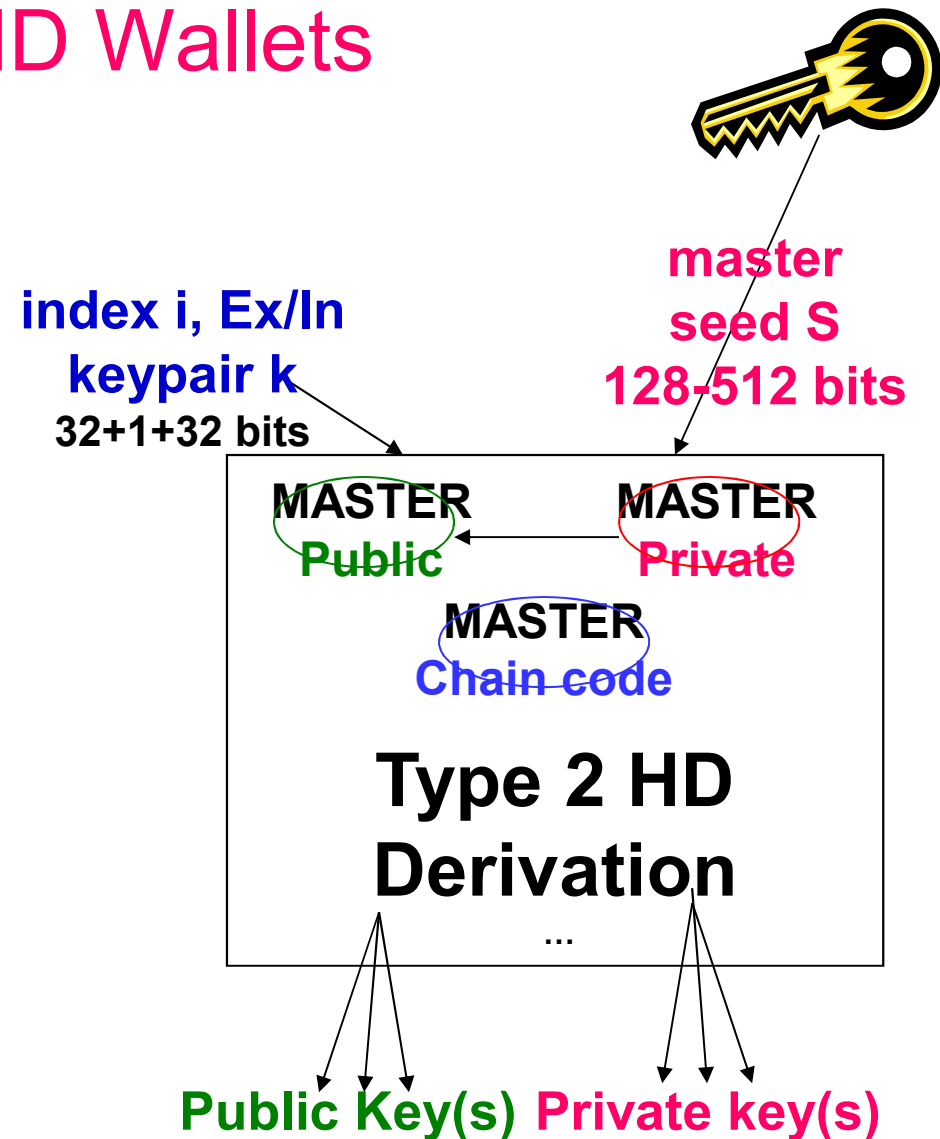 HD Wallets
master
seed S
128-512 bits
index i, Ex/In
keypair k
32+1+32 bits
MASTER MASTER
Public Private
MASTER
Chain code
Type 2 HD
Derivation
...
Public Key(s) Private key(s)